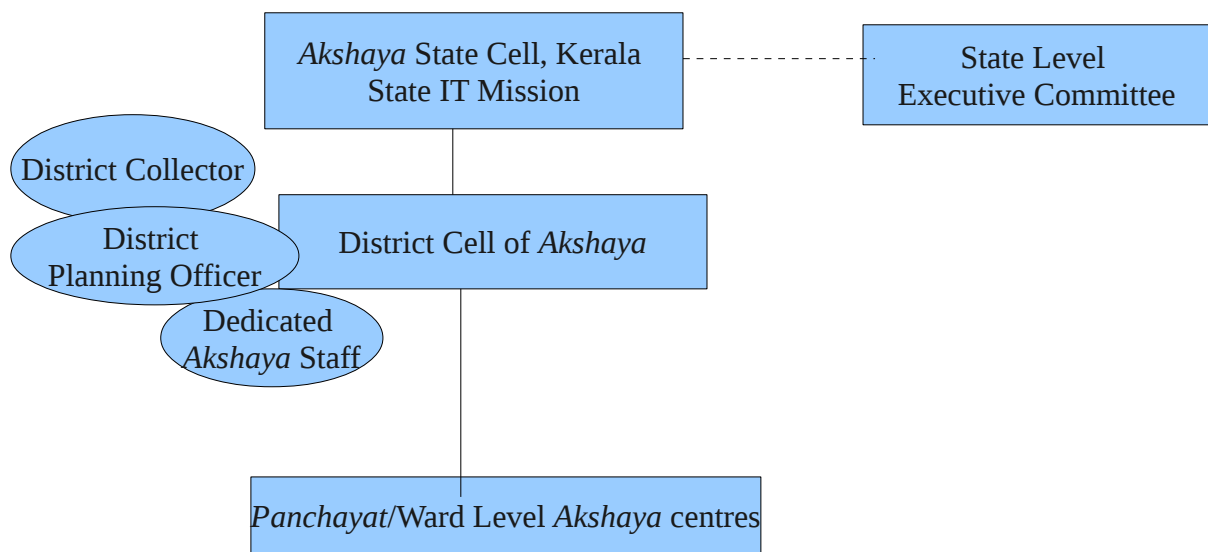 Akshaya State Cell, Kerala
State IT Mission
State Level
Executive Committee
District Collector
District
Planning Officer
District Cell of Akshaya
Dedicated
Akshaya Staff
Panchayat/Ward Level Akshaya centres